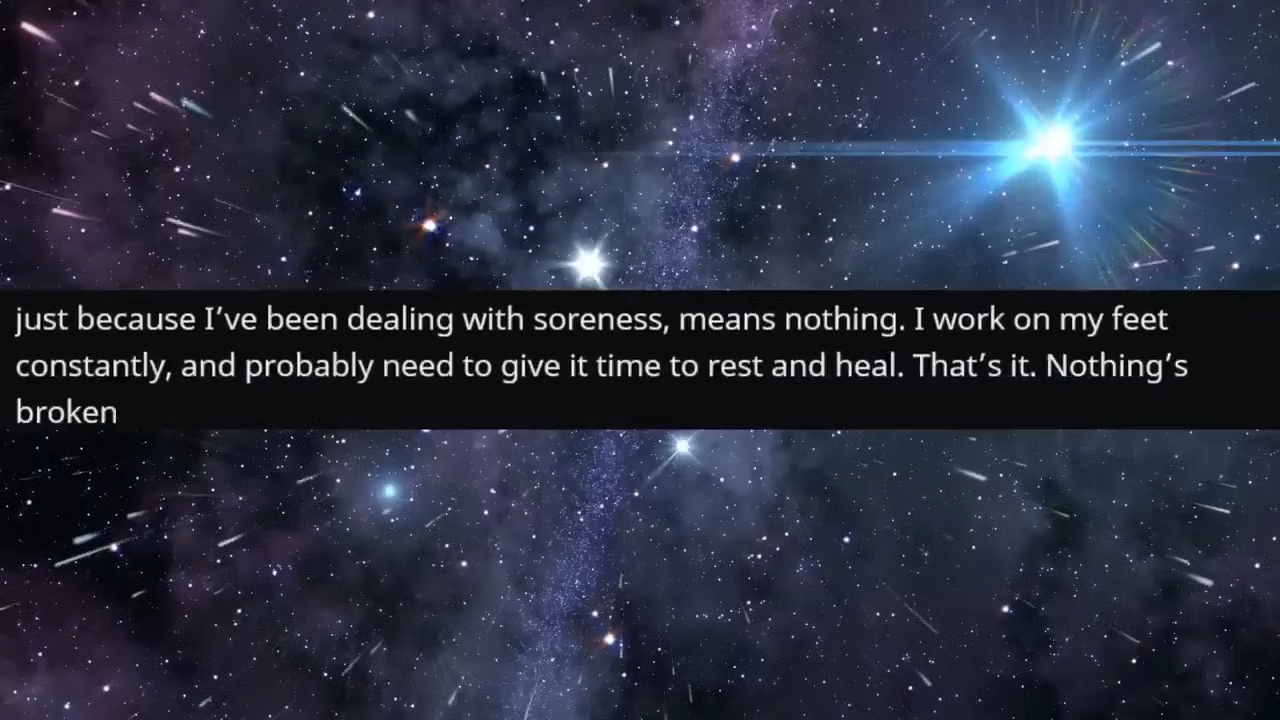 just because I’ve been dealing with soreness, means nothing. I work on my feet
constantly, and probably need to give it time to rest and heal. That’s it. Nothing’s
broken